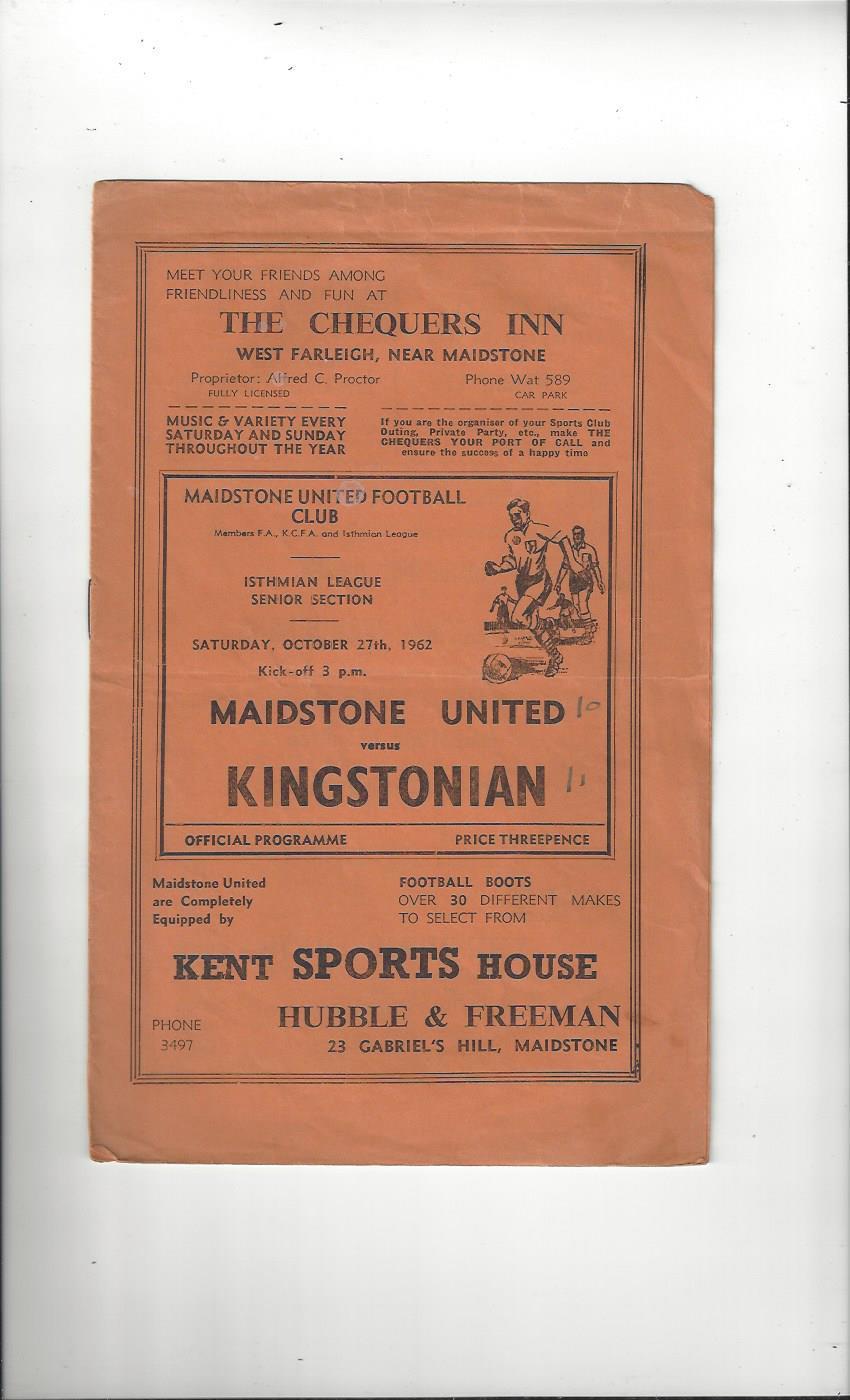 MEET YOUR FRIENDS AMONG
FRIENDLINESS AND FUN AT
THE CHEQUERS INN
WEST FARLEIGH, NEAR MAIDSTONE
Proprietor: Alfred C. Proctor
FULLY LICENSED
Phone Wat 589
CAR PARK
MUSIC & VARIETY EVERY
SATURDAY AND SUNDAY
THROUGHOUT THE YEAR
If you are the organiser of your Sports Club
Outing, Private Party, etc., make THE
CHEQUERS YOUR PORT OF CALL and
ensure the success of a happy time
MAIDSTONE UNITED FOOTBALL
CLUB
Members F.A., K.C.F.A. and Isthmian League
ISTHMIAN LEAGUE
SENIOR SECTION
SATURDAY, OCTOBER 27th, 1962
Kick-off 3 p.m.
MAIDSTONE UNITED 10
versus
KINGSTONIAN 11
OFFICIAL PROGRAMME PRICE THREEPENCE
Maidstone United
are Completely
Equipped by
FOOTBALL BOOTS
OVER 30 DIFFERENT MAKES
TO SELECT FROM
KENT SPORTS HOUSE
HUBBLE & FREEMAN
PHONE
3497
23 GABRIEL'S HILL, MAIDSTONE